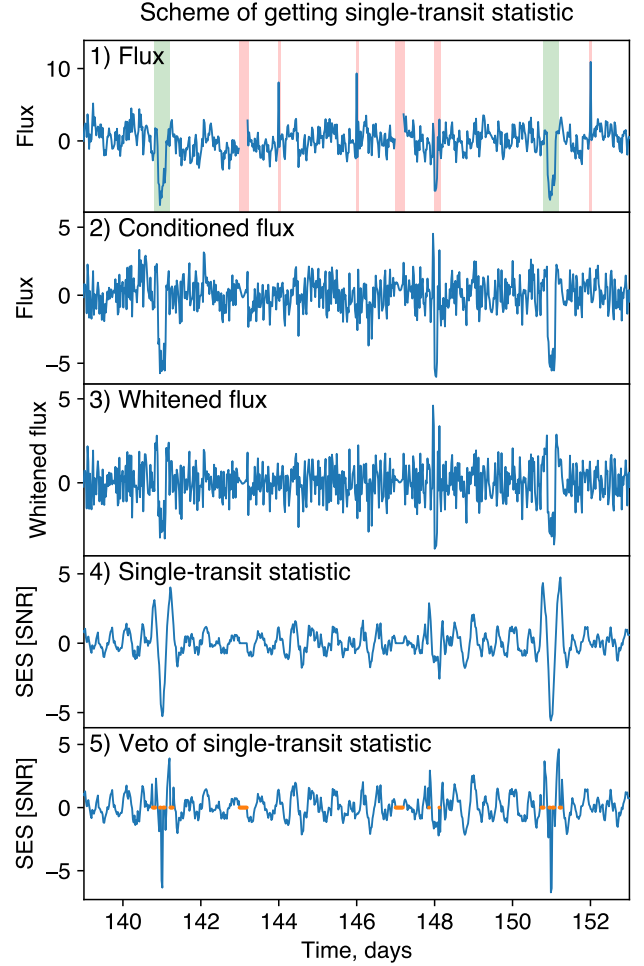 Scheme of getting single-transit statistic
1) Flux
10
0
Flux
2) Conditioned flux
5
0
−5
Flux
3) Whitened flux
5
0
Whitened flux
4) Single-transit statistic
5
0
−5
SES [SNR]
5) Veto of single-transit statistic
5
0
−5
SES [SNR]
140 142 144 146 148 150 152
Time, days